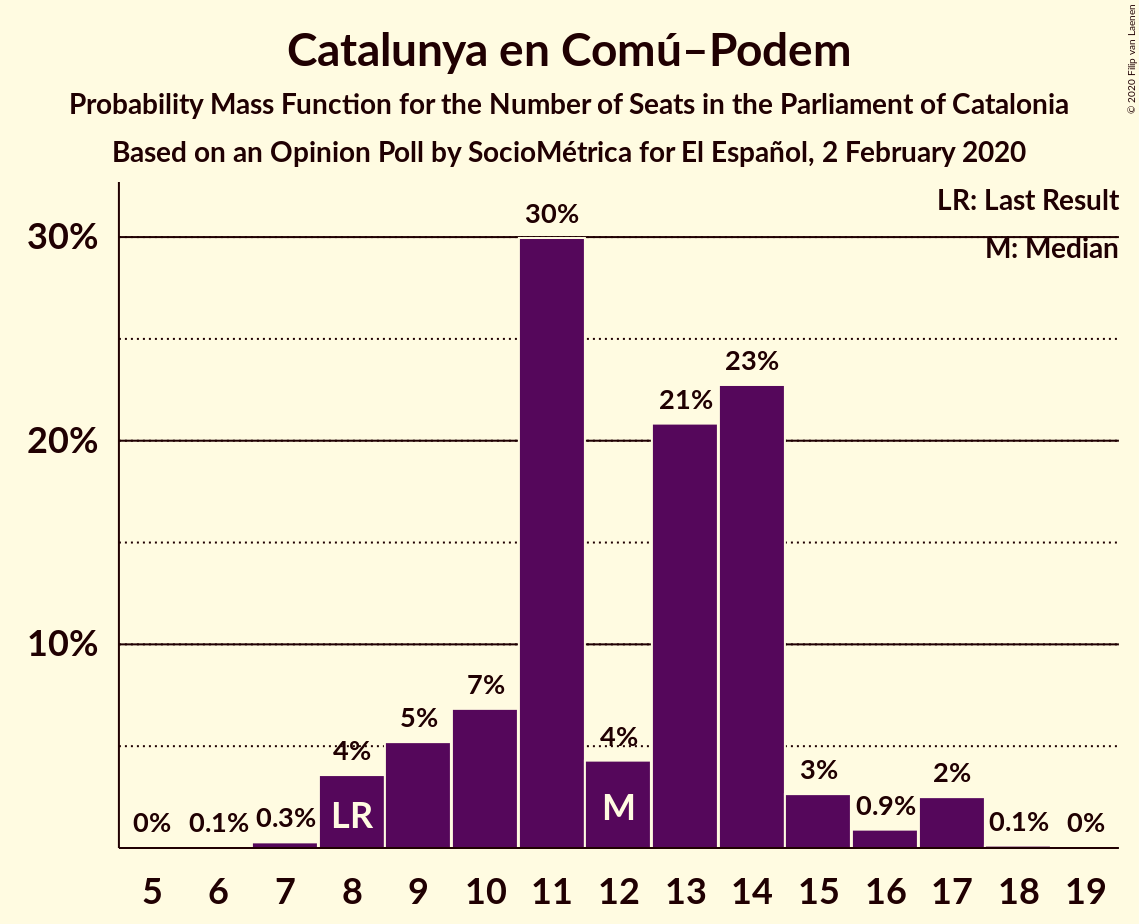 Catalunya en Comú–Podem
Probability Mass Function for the Number of Seats in the Parliament of Catalonia
Based on an Opinion Poll by SocioMétrica for El Español, 2 February 2020
© 2020 Filip van Laenen
LR: Last Result
M: Median
30%
20%
10%
0%
0.1%
0.3%
4%
5%
7%
30%
4%
21%
23%
3%
0.9%
2%
0.1%
0%
LR
M
5 6 7 8 9 10 11 12 13 14 15 16 17 18 19